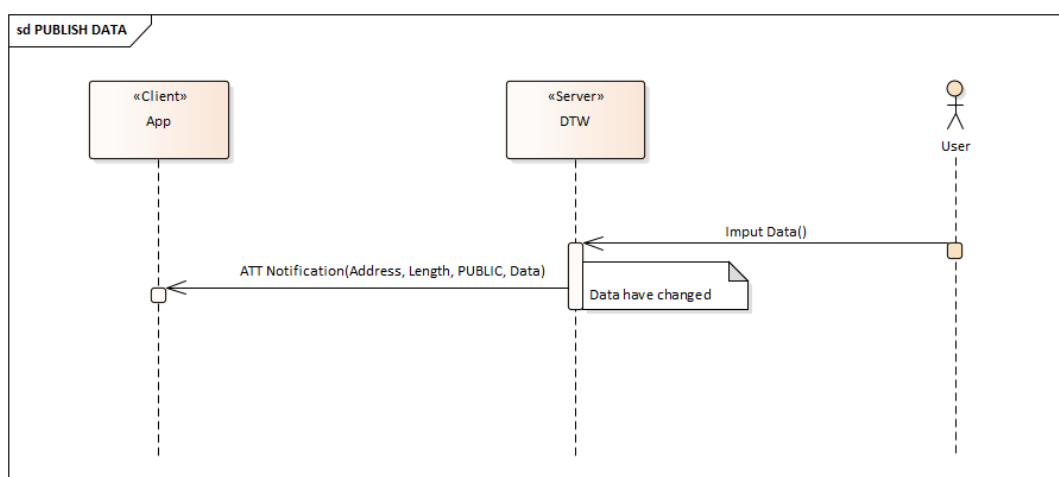 sd PUBLISH DATA
«Client»
App
«Server»
DTW
User
Imput Data()
ATT Notification(Address, Length, PUBLIC, Data)
Data have changed